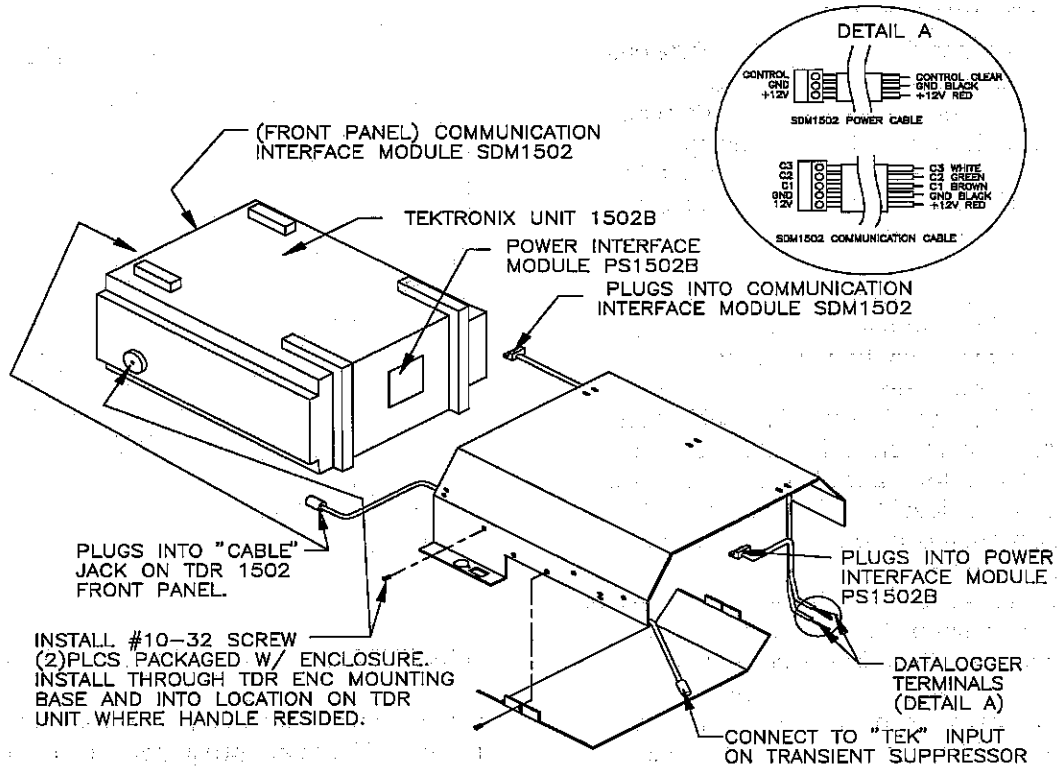 DETAIL A
CONTROL
GND
+12V
CONTROL CLEAR
GND BLACK
+12V RED
SDM1502 POWER CABLE
C3
C2
C1
GND
12V
C3 WHITE
C2 GREEN
C1 BROWN
GND BLACK
+12V RED
SDM1502 COMMUNICATION CABLE
(FRONT PANEL) COMMUNICATION
INTERFACE MODULE SDM1502
TEKTRONIX UNIT 1502B
POWER INTERFACE
MODULE PS1502B
PLUGS INTO COMMUNICATION
INTERFACE MODULE SDM1502
PLUGS INTO "CABLE"
JACK ON TDR 1502
FRONT PANEL.
PLUGS INTO POWER
INTERFACE MODULE
PS1502B
INSTALL #10-32 SCREW
(2)PLCS PACKAGED W/ ENCLOSURE.
INSTALL THROUGH TDR ENC MOUNTING
BASE AND INTO LOCATION ON TDR
UNIT WHERE HANDLE RESIDED.
DATALOGGER
TERMINALS
(DETAIL A)
CONNECT TO "TEK" INPUT
ON TRANSIENT SUPPRESSOR